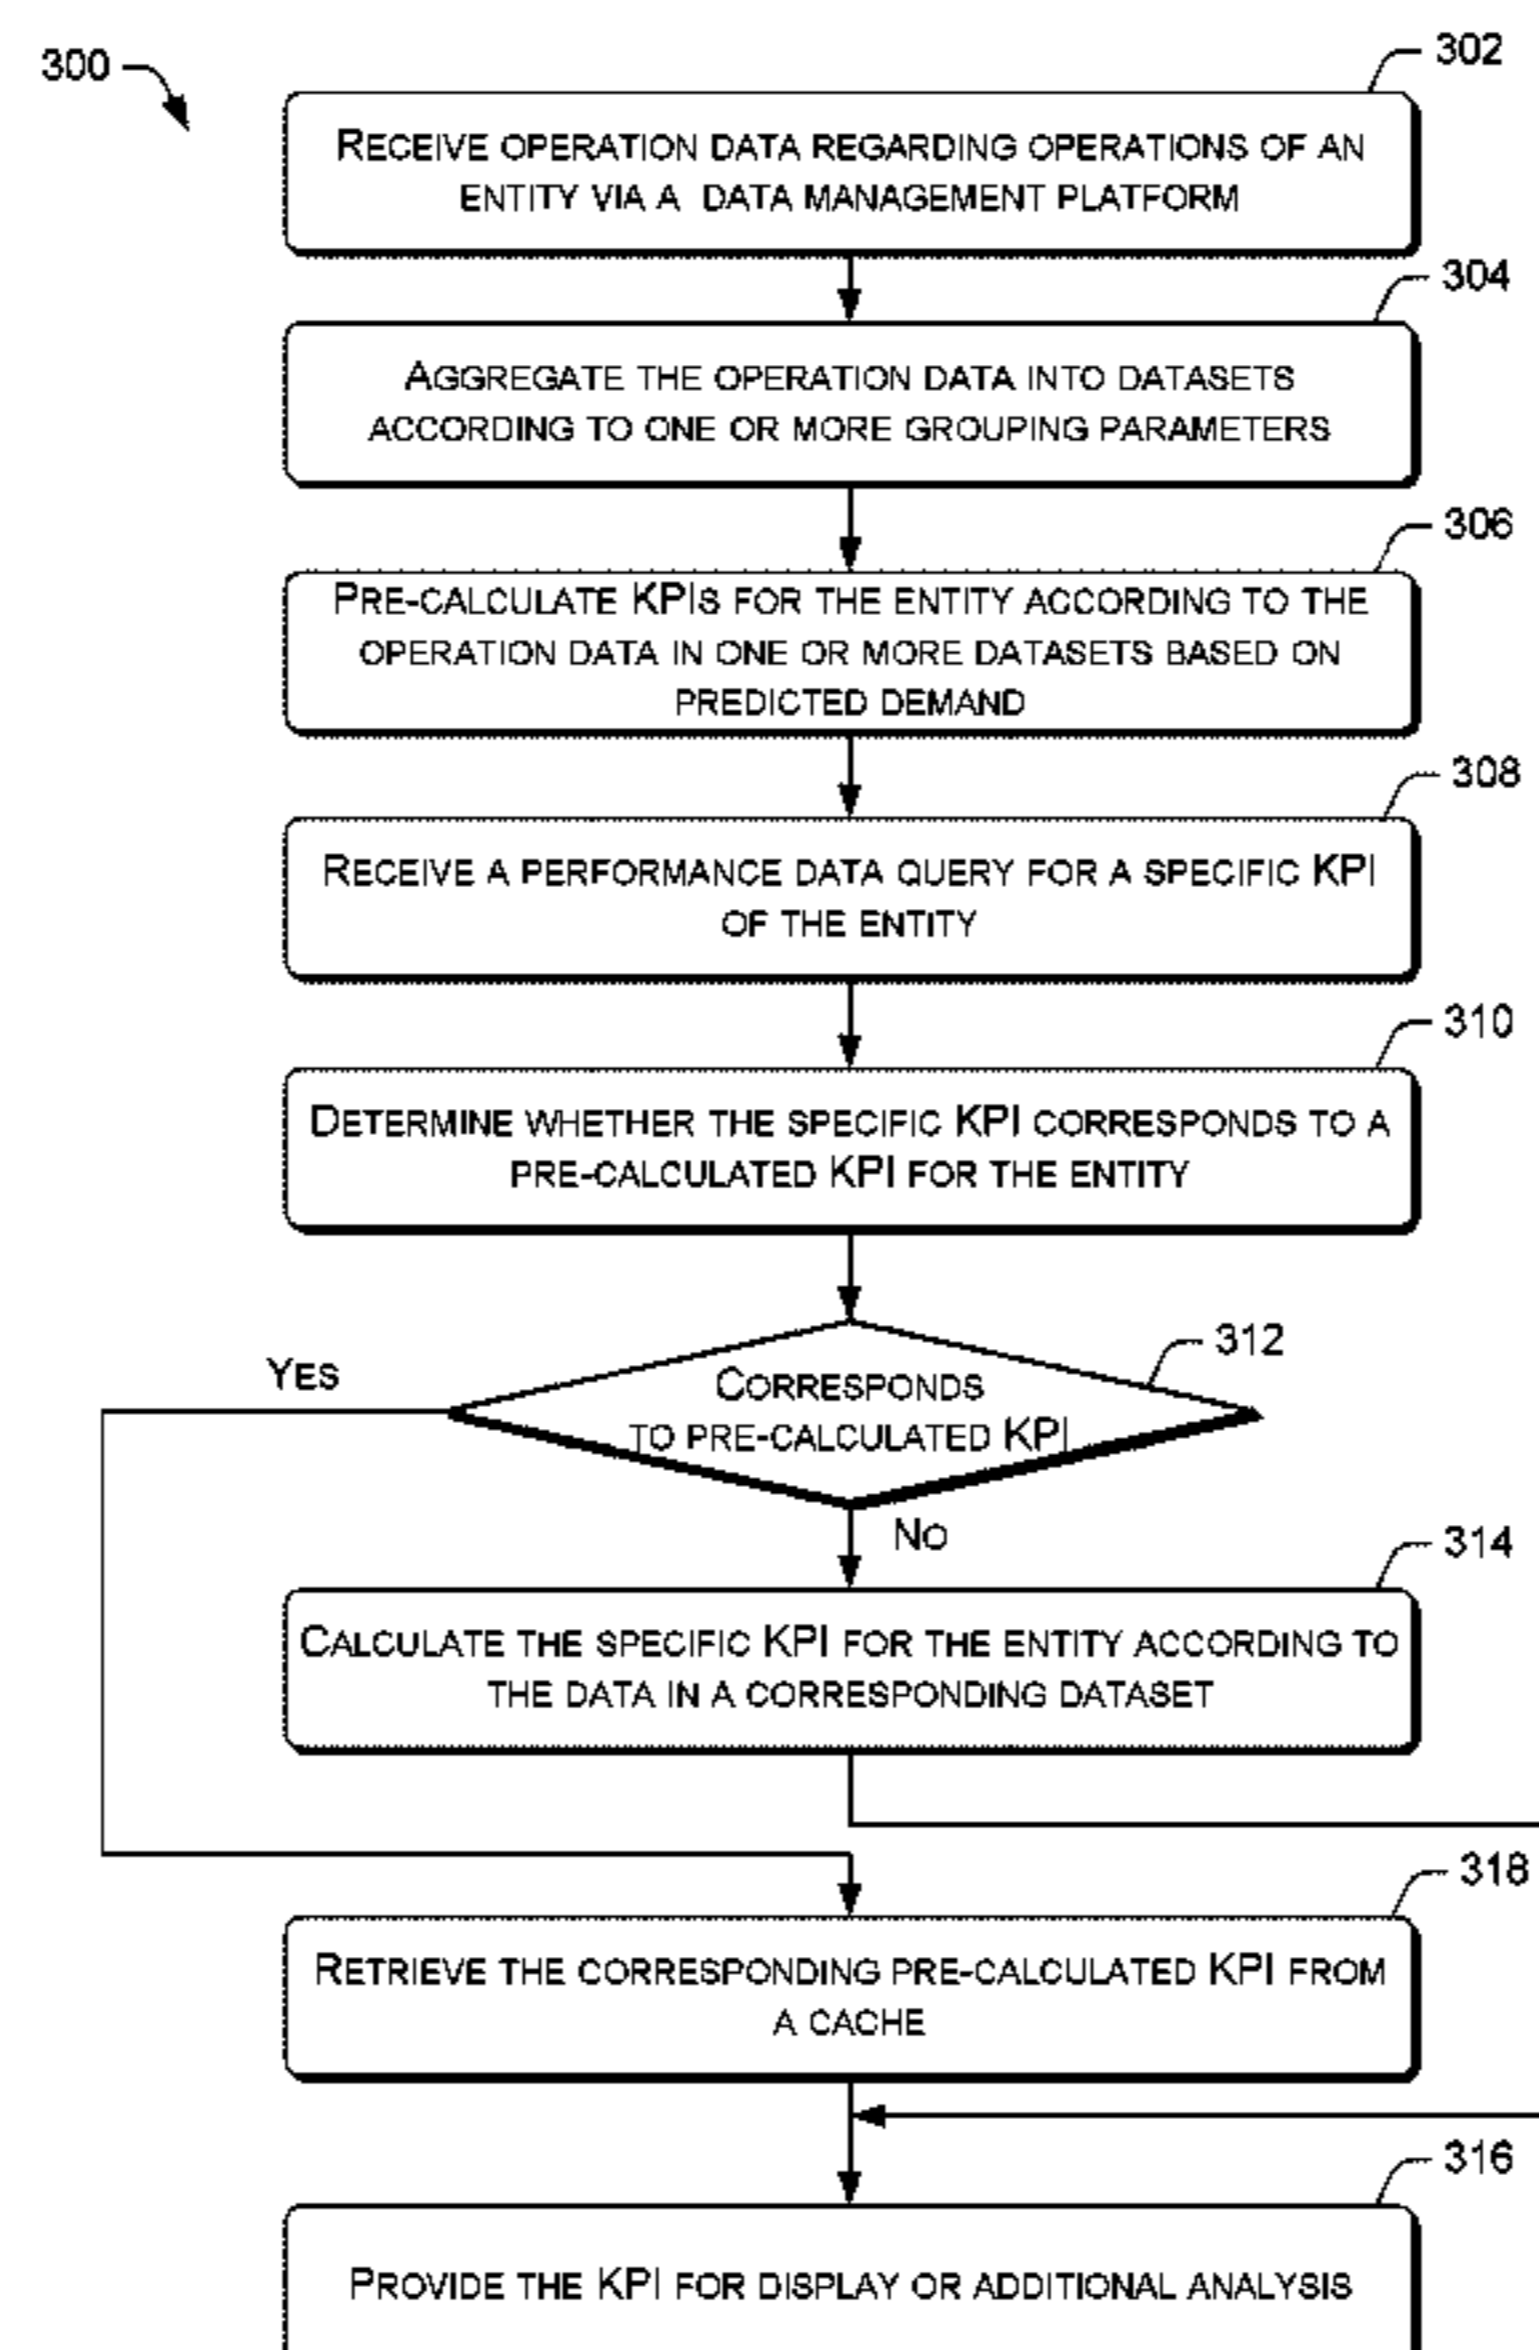 300
302
RECEIVE OPERATION DATA REGARDING OPERATIONS OF AN
ENTITY VIA A DATA MANAGEMENT PLATFORM
304
AGGREGATE THE OPERATION DATA INTO DATASETS
ACCORDING TO ONE OR MORE GROUPING PARAMETERS
306
PRE-CALCULATE KPIS FOR THE ENTITY ACCORDING TO THE
OPERATION DATA IN ONE OR MORE DATASETS BASED ON
PREDICTED DEMAND
308
RECEIVE A PERFORMANCE DATA QUERY FOR A SPECIFIC KPI
OF THE ENTITY
310
DETERMINE WHETHER THE SPECIFIC KPI CORRESPONDS TO A
PRE-CALCULATED KPI FOR THE ENTITY
312
YES
CORRESPONDS
TO PRE-CALCULATED KPI
NO
314
CALCULATE THE SPECIFIC KPI FOR THE ENTITY ACCORDING TO
THE DATA IN A CORRESPONDING DATASET
318
RETRIEVE THE CORRESPONDING PRE-CALCULATED KPI FROM
A CACHE
316
PROVIDE THE KPI FOR DISPLAY OR ADDITIONAL ANALYSIS